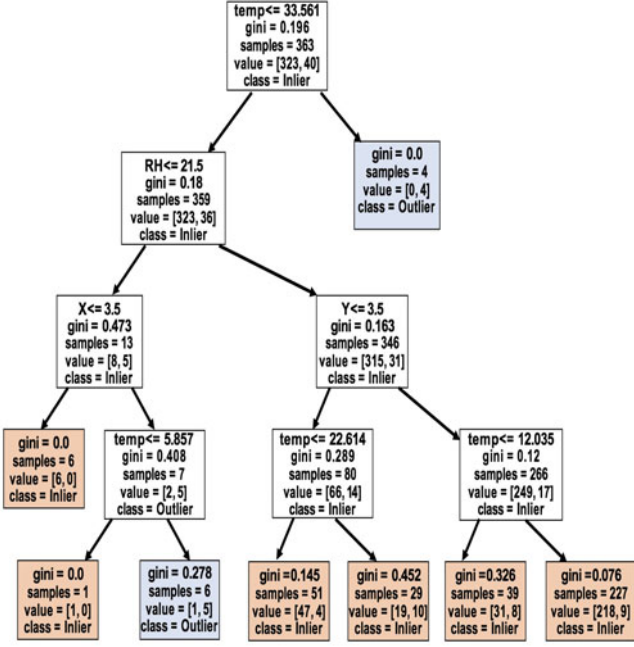 temp<= 33.561
gini = 0.196
samples = 363
value = [323, 40]
class = Inlier
RH<= 21.5
gini = 0.18
samples = 359
value = [323, 36]
class = Inlier
gini = 0.0
samples = 4
value = [0, 4]
class = Outlier
X<= 3.5
gini = 0.473
samples = 13
value = [8, 5]
class = Inlier
Y<= 3.5
gini = 0.163
samples = 346
value = [315, 31]
class = Inlier
gini = 0.0
samples = 6
value = [6, 0]
class = Inlier
temp<= 5.857
gini = 0.408
samples = 7
value = [2, 5]
class = Outlier
temp<= 22.614
gini = 0.289
samples = 80
value = [66, 14]
class = Inlier
temp<= 12.035
gini = 0.12
samples = 266
value = [249, 17]
class = Inlier
gini = 0.0
samples = 1
value = [1, 0]
class = Inlier
gini = 0.278
samples = 6
value = [1, 5]
class = Outlier
gini =0.145
samples = 51
value = [47, 4]
class = Inlier
gini = 0.452
samples = 29
value = [19, 10]
class = Inlier
gini =0.326
samples = 39
value = [31, 8]
class = Inlier
gini =0.076
samples = 227
value = [218, 9]
class = Inlier